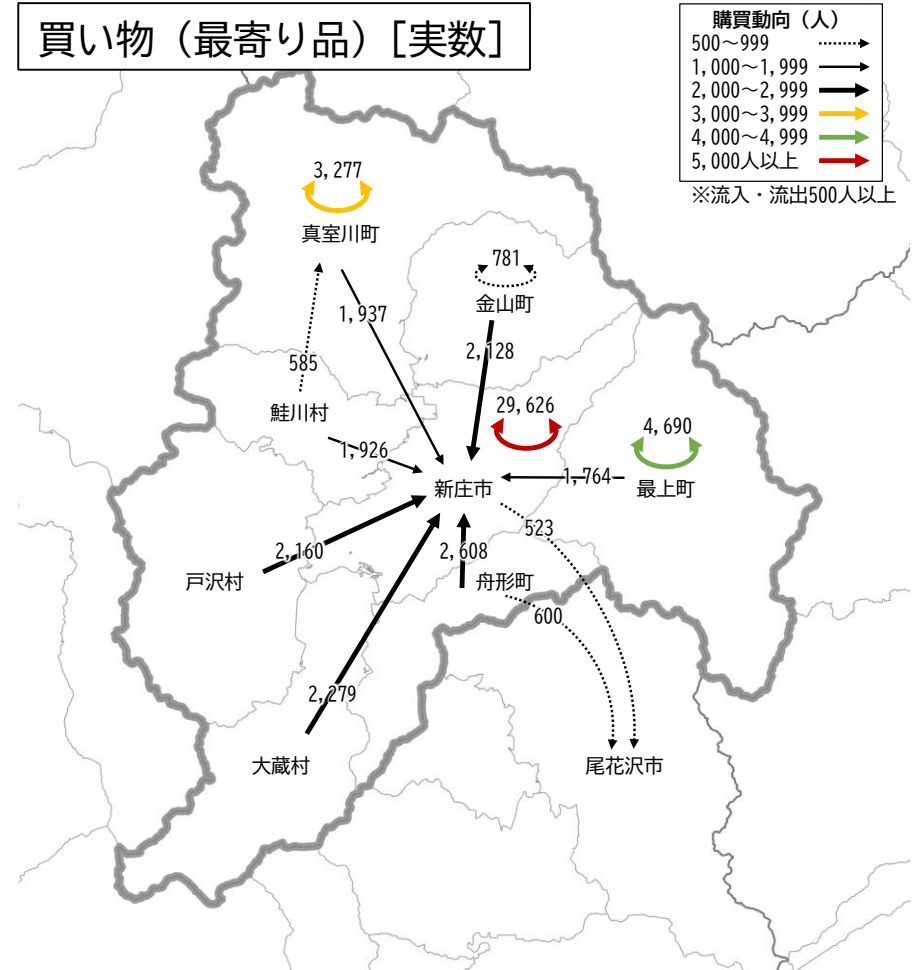 買い物（最寄り品）[実数]
購買動向（人）
500～999
1,000～1,999
2,000～2,999
3,000～3,999
4,000～4,999
5,000人以上
※流入・流出500人以上
3,277
真室川町
781
金山町
1,937
2,128
585
鮭川村
29,626
4,690
1,926
1,764
新庄市
最上町
523
2,160
2,608
戸沢村
舟形町
600
2,279
大蔵村
尾花沢市